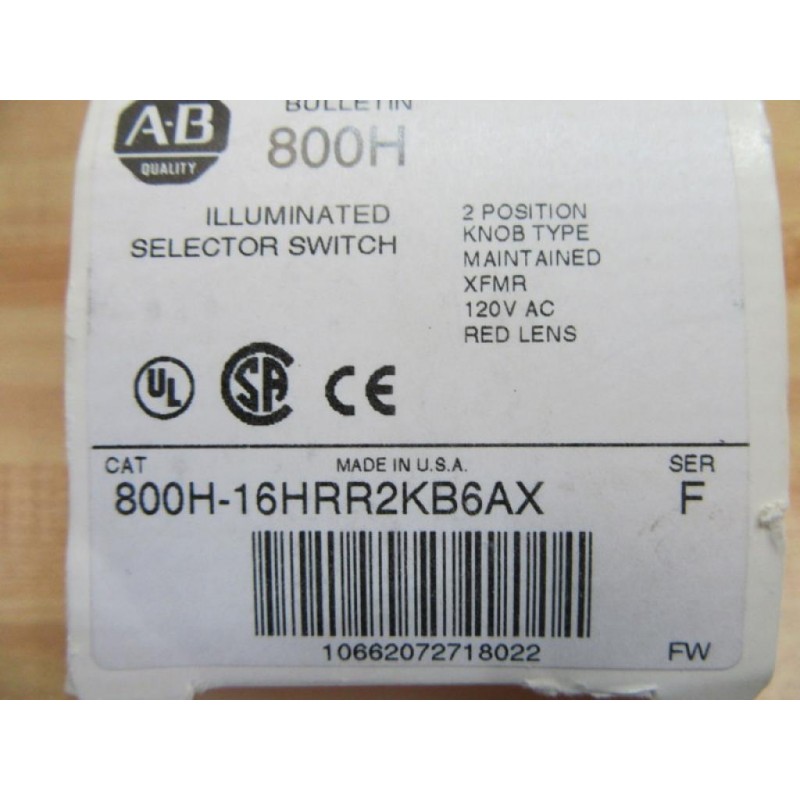 A-B
QUALITY
BULLETIN
800H
ILLUMINATED
SELECTOR SWITCH
2 POSITION
KNOB TYPE
MAINTAINED
XFMR
120V AC
RED LENS
UL
SA
CE
CAT
MADE IN U.S.A.
SER
800H-16HRR2KB6AX
F
10662072718022
FW